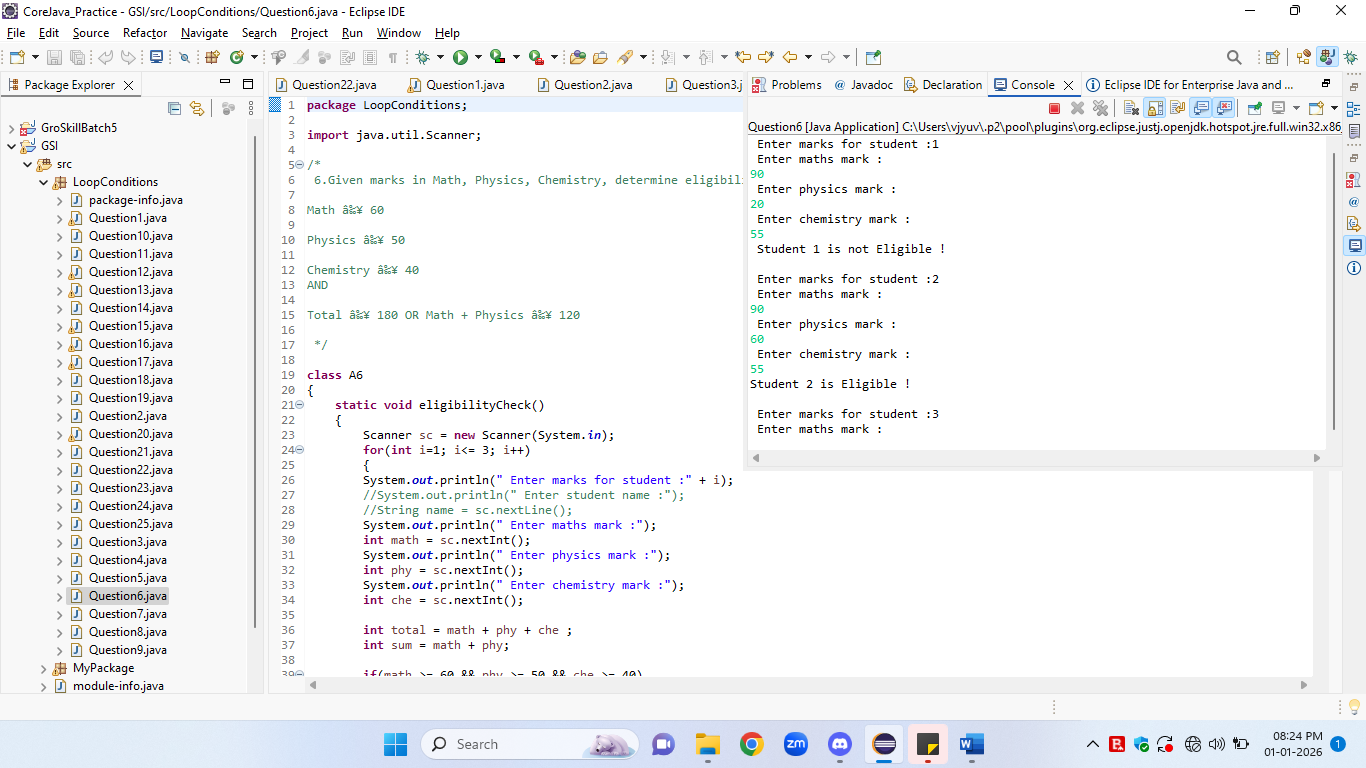 CoreJava_Practice - GSI/src/LoopConditions/Question6.java - Eclipse IDE
File Edit Source Refactor Navigate Search Project Run Window Help
Package Explorer
GroSkillBatch5
GSI
src
LoopConditions
package-info.java
Question1.java
Question10.java
Question11.java
Question12.java
Question13.java
Question14.java
Question15.java
Question16.java
Question17.java
Question18.java
Question19.java
Question2.java
Question20.java
Question21.java
Question22.java
Question23.java
Question24.java
Question25.java
Question3.java
Question4.java
Question5.java
Question6.java
Question7.java
Question8.java
Question9.java
MyPackage
module-info.java
Question22.java Question1.java Question2.java Question3.j
1 package LoopConditions;
2
3 import java.util.Scanner;
4
5 /*
6 6.Given marks in Math, Physics, Chemistry, determine eligibili
7
8 Math â‰¥ 60
9
10 Physics â‰¥ 50
11
12 Chemistry â‰¥ 40
13 AND
14
15 Total â‰¥ 180 OR Math + Physics â‰¥ 120
16
17 */
18
19 class A6
20 {
21 static void eligibilityCheck()
22 {
23 Scanner sc = new Scanner(System.in);
24 for(int i=1; i<= 3; i++)
25 {
26 System.out.println(" Enter marks for student :" + i);
27 //System.out.println(" Enter student name :");
28 //String name = sc.nextLine();
29 System.out.println(" Enter maths mark :");
30 int math = sc.nextInt();
31 System.out.println(" Enter physics mark :");
32 int phy = sc.nextInt();
33 System.out.println(" Enter chemistry mark :");
34 int che = sc.nextInt();
35
36 int total = math + phy + che ;
37 int sum = math + phy;
38
39 if(math >= 60 && phy >= 50 && che >= 40)
Problems Javadoc Declaration Console Eclipse IDE for Enterprise Java and ...
Question6 [Java Application] C:\Users\vjyuv\.p2\pool\plugins\org.eclipse.justj.openjdk.hotspot.jre.full.win32.x86_
Enter marks for student :1
Enter maths mark :
90
Enter physics mark :
20
Enter chemistry mark :
55
Student 1 is not Eligible !
Enter marks for student :2
Enter maths mark :
90
Enter physics mark :
60
Enter chemistry mark :
55
Student 2 is Eligible !
Enter marks for student :3
Enter maths mark :
Search
zm
08:24 PM
01-01-2026
1